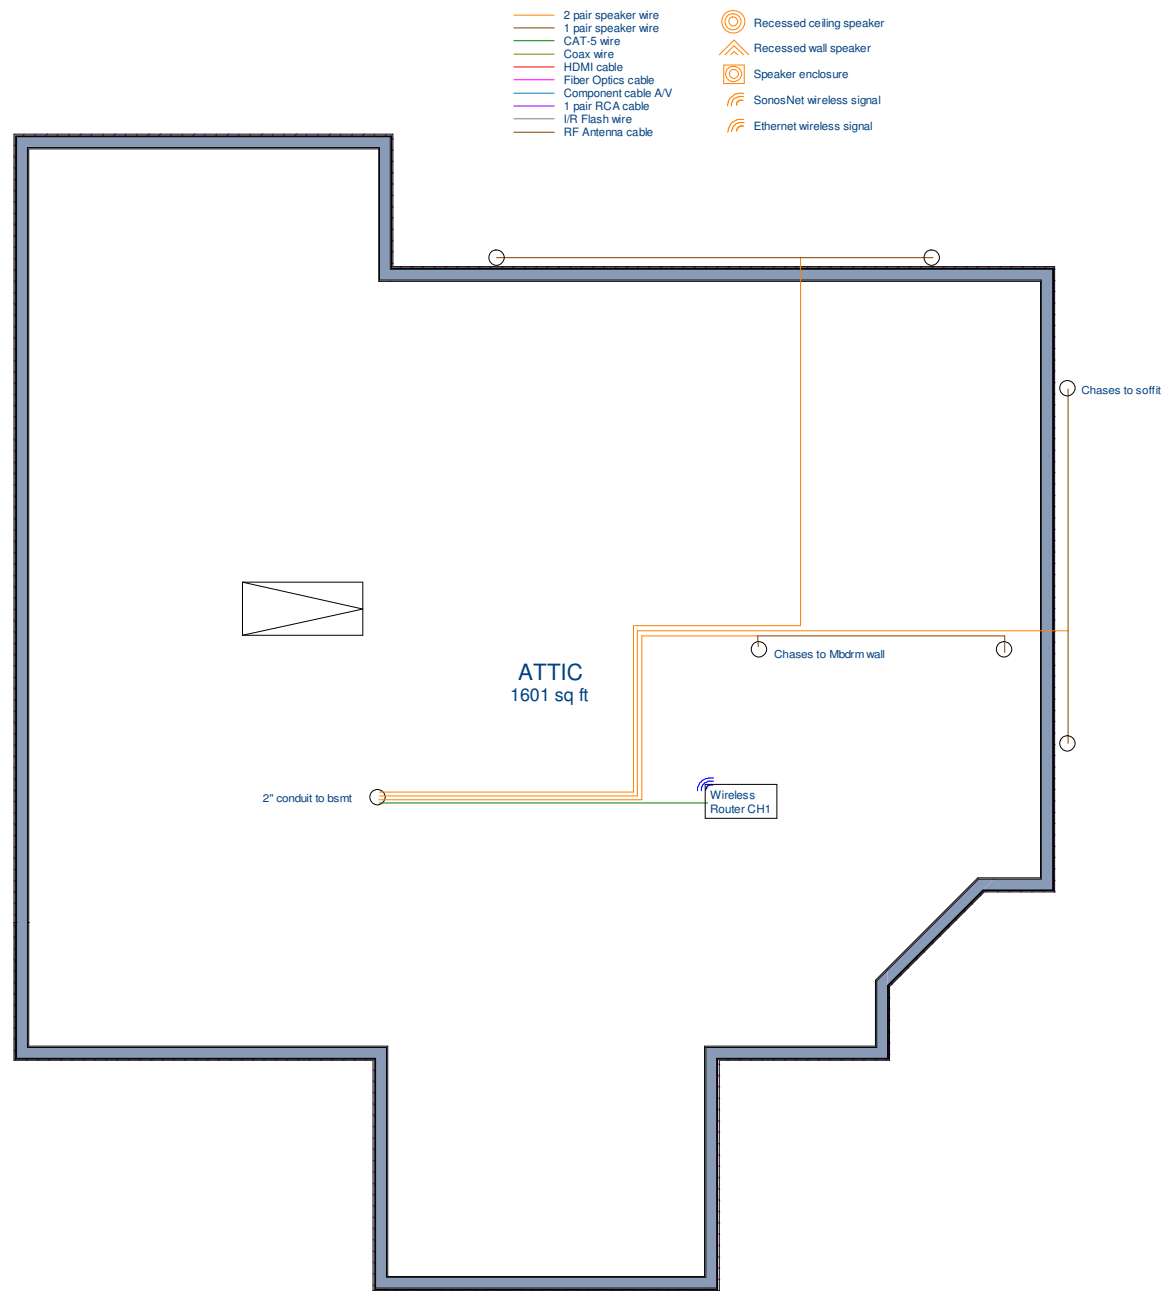 2 pair speaker wire
1 pair speaker wire
CAT-5 wire
Coax wire
HDMI cable
Fiber Optics cable
Component cable A/V
1 pair RCA cable
I/R Flash wire
RF Antenna cable
Recessed ceiling speaker
Recessed wall speaker
Speaker enclosure
SonosNet wireless signal
Ethernet wireless signal
Chases to soffit
Chases to Mbdrm wall
ATTIC
1601 sq ft
2" conduit to bsmt
Wireless
Router CH1